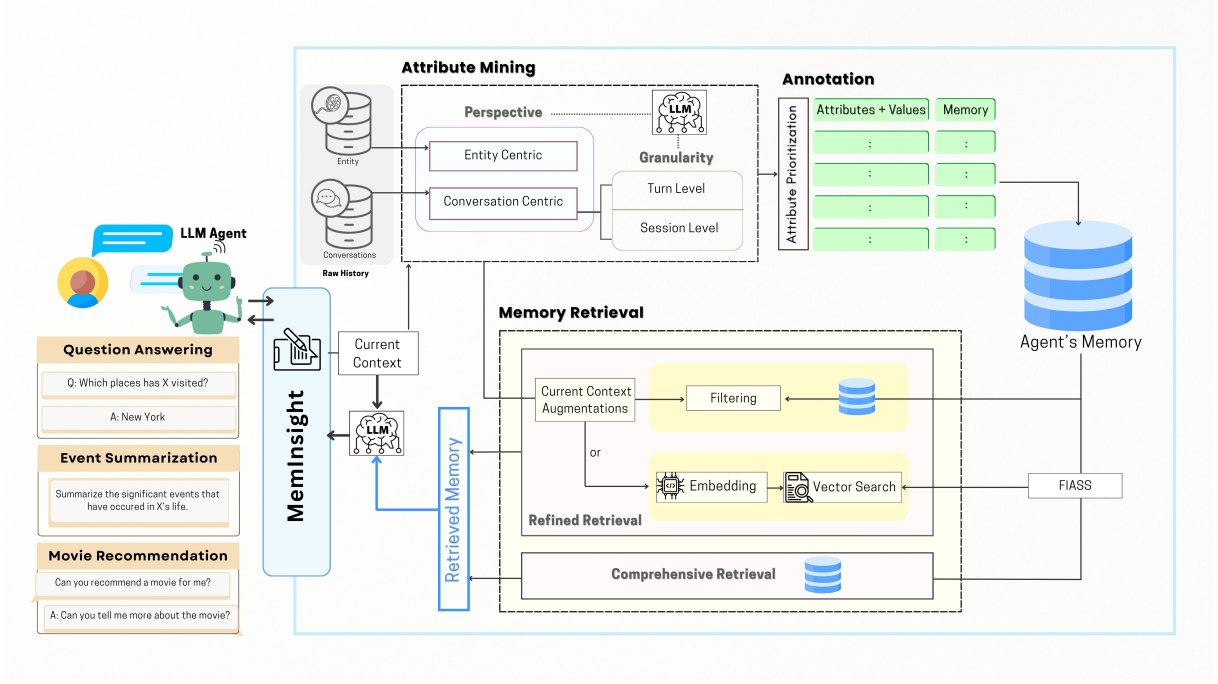 Attribute Mining
Perspective
LLM
Granularity
Entity Centric
Conversation Centric
Turn Level
Session Level
Entity
Conversations
Raw History
Annotation
Attribute Prioritization
Attributes + Values
Memory
:
:
:
:
:
:
:
:
Agent's Memory
LLM Agent
Question Answering
Q: Which places has X visited?
A: New York
Event Summarization
Summarize the significant events that
have occured in X's life.
Movie Recommendation
Can you recommend a movie for me?
A: Can you tell me more about the movie?
MemInsight
Current
Context
LLM
Retrieved Memory
Memory Retrieval
Current Context
Augmentations
Filtering
or
Embedding
Vector Search
Refined Retrieval
Comprehensive Retrieval
FIASS